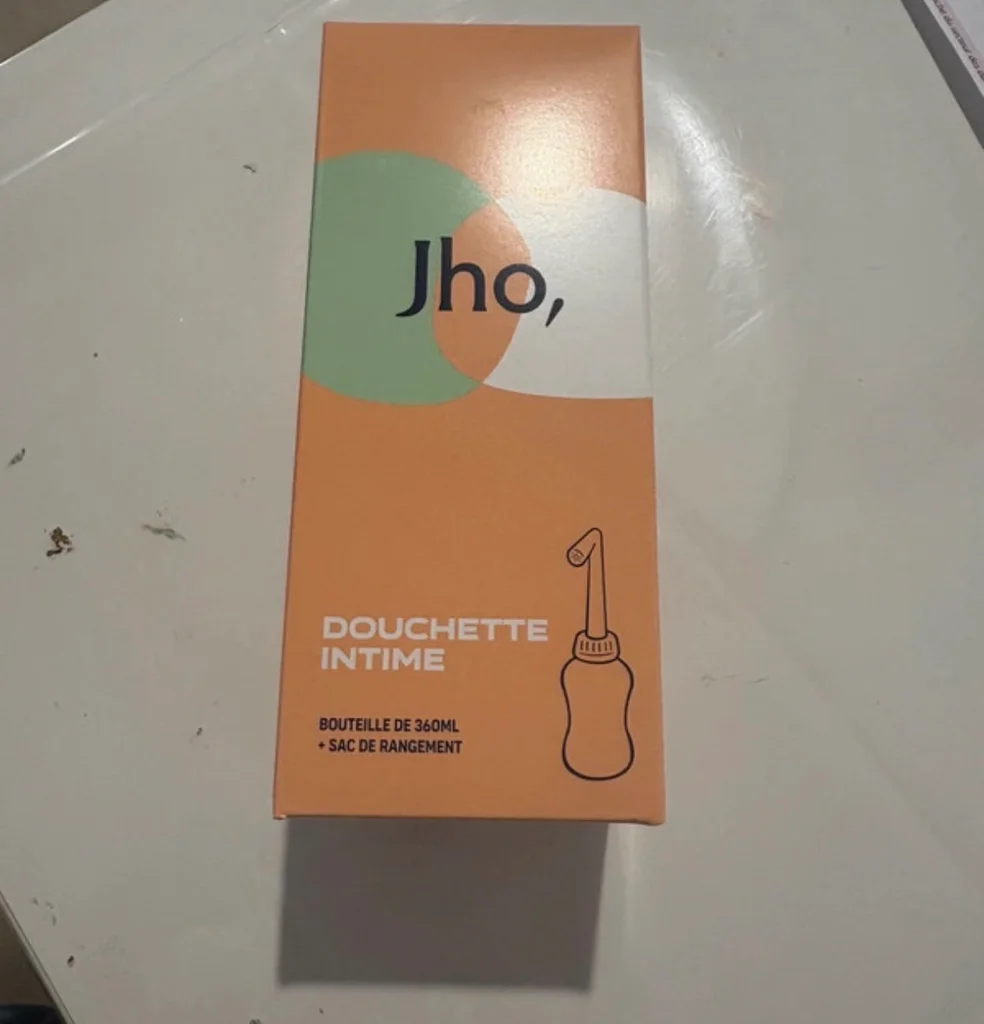 Jho,
DOUCHETTE
INTIME
BOUTEILLE DE 360ML
+ SAC DE RANGEMENT